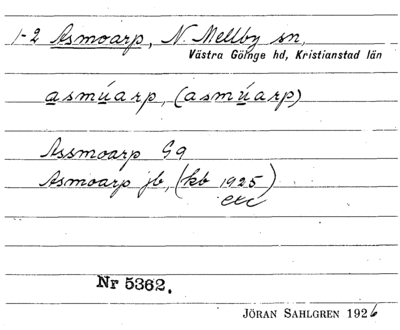 1-2 Asmoarp, N. Mellby sn,
Västra Göinge hd, Kristianstad län
asmúarp, (asmúarp)
Assmoarp Gg
Asmoarp jb, (kb 1925)
etc
Nr 5362.
JÖRAN SAHLGREN 1926